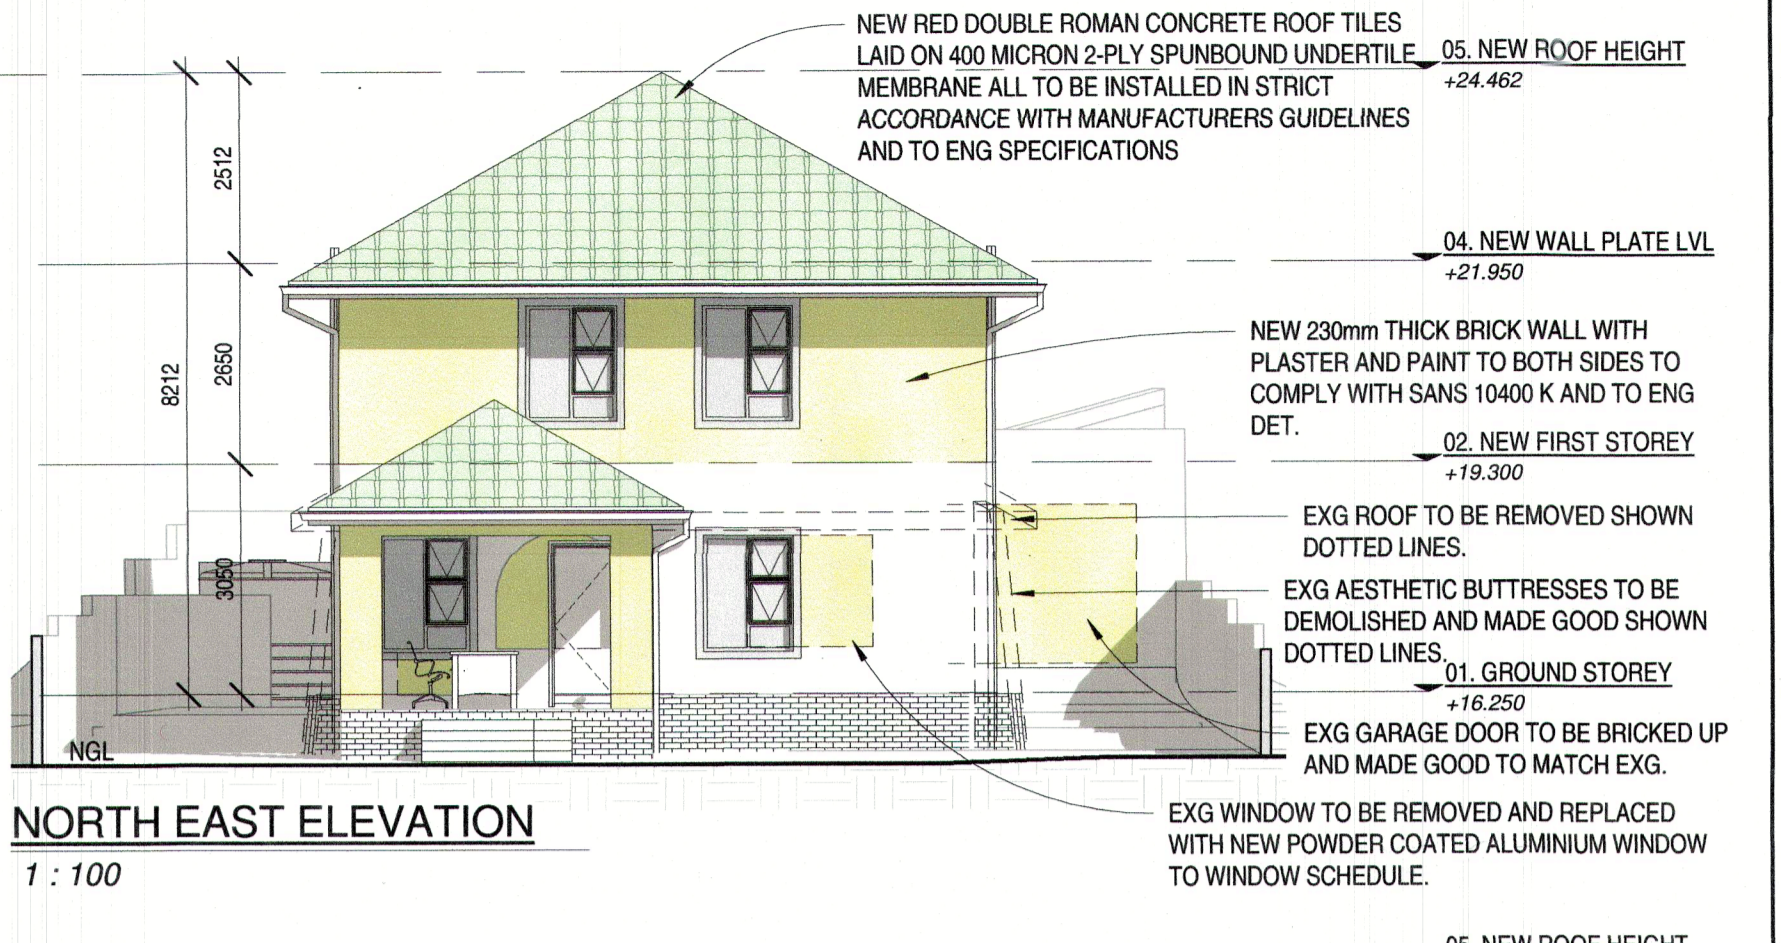 NEW RED DOUBLE ROMAN CONCRETE ROOF TILES
LAID ON 400 MICRON 2-PLY SPUNBOUND UNDERTILE
MEMBRANE ALL TO BE INSTALLED IN STRICT
ACCORDANCE WITH MANUFACTURERS GUIDELINES
AND TO ENG SPECIFICATIONS
05. NEW ROOF HEIGHT
+24.462
2512
04. NEW WALL PLATE LVL
+21.950
NEW 230mm THICK BRICK WALL WITH
PLASTER AND PAINT TO BOTH SIDES TO
COMPLY WITH SANS 10400 K AND TO ENG
DET.
2650
8212
02. NEW FIRST STOREY
+19.300
EXG ROOF TO BE REMOVED SHOWN
DOTTED LINES.
3050
EXG AESTHETIC BUTTRESSES TO BE
DEMOLISHED AND MADE GOOD SHOWN
DOTTED LINES.
01. GROUND STOREY
+16.250
EXG GARAGE DOOR TO BE BRICKED UP
AND MADE GOOD TO MATCH EXG.
NGL
EXG WINDOW TO BE REMOVED AND REPLACED
WITH NEW POWDER COATED ALUMINIUM WINDOW
TO WINDOW SCHEDULE.
NORTH EAST ELEVATION
1 : 100
05. NEW ROOF HEIGHT